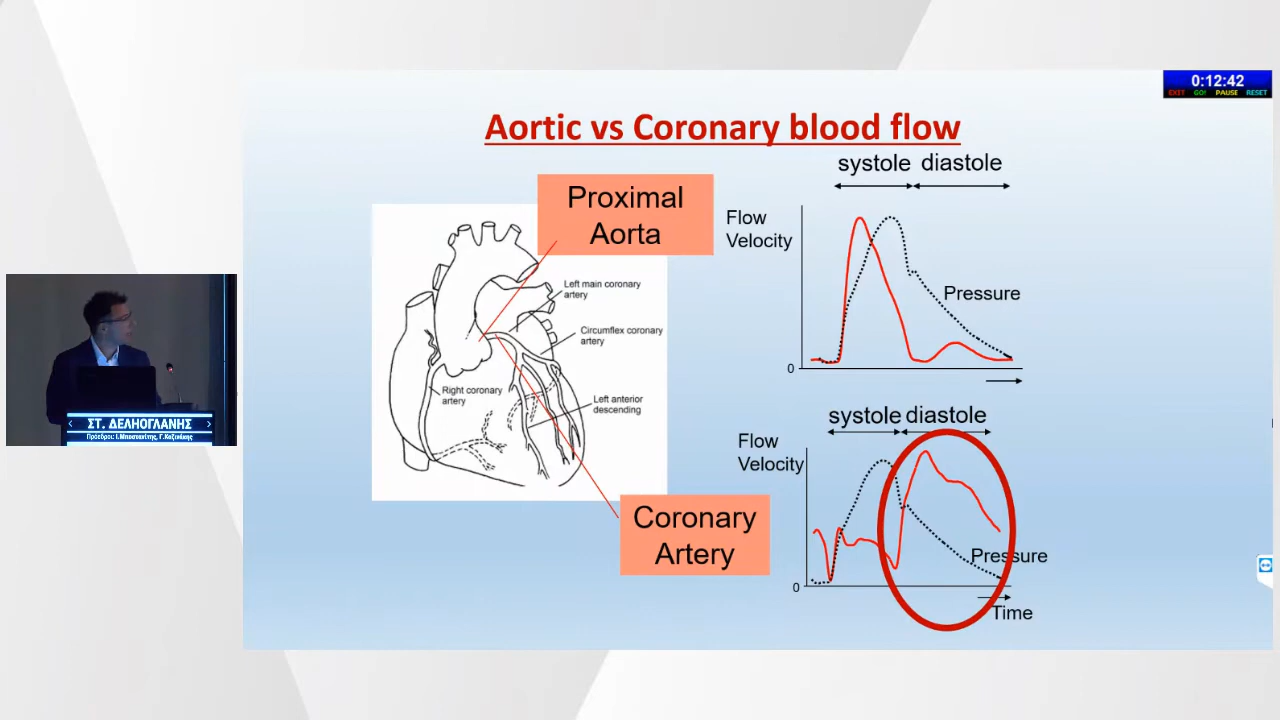 0:12:42
EXIT GO! PAUSE RESET
Aortic vs Coronary blood flow
systole diastole
Proximal
Aorta
Flow
Velocity
Pressure
0
Left main coronary
artery
Circumflex coronary
artery
Right coronary
artery
Left anterior
descending
systole diastole
Flow
Velocity
Pressure
0
Time
Coronary
Artery
ΣΤ. ΔΕΛΗΟΓΛΑΝΗΣ
Πρόεδροι: Ι.Μποστανίτης, Γ.Καζινάκης